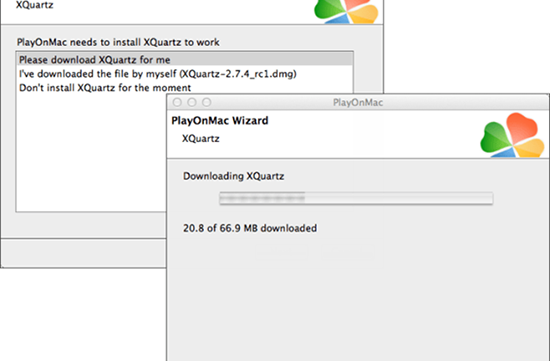 XQuartz
PlayOnMac needs to install XQuartz to work
Please download XQuartz for me
I've downloaded the file by myself (XQuartz-2.7.4_rc1.dmg)
Don't install XQuartz for the moment
PlayOnMac
PlayOnMac Wizard
XQuartz
Downloading XQuartz
20.8 of 66.9 MB downloaded